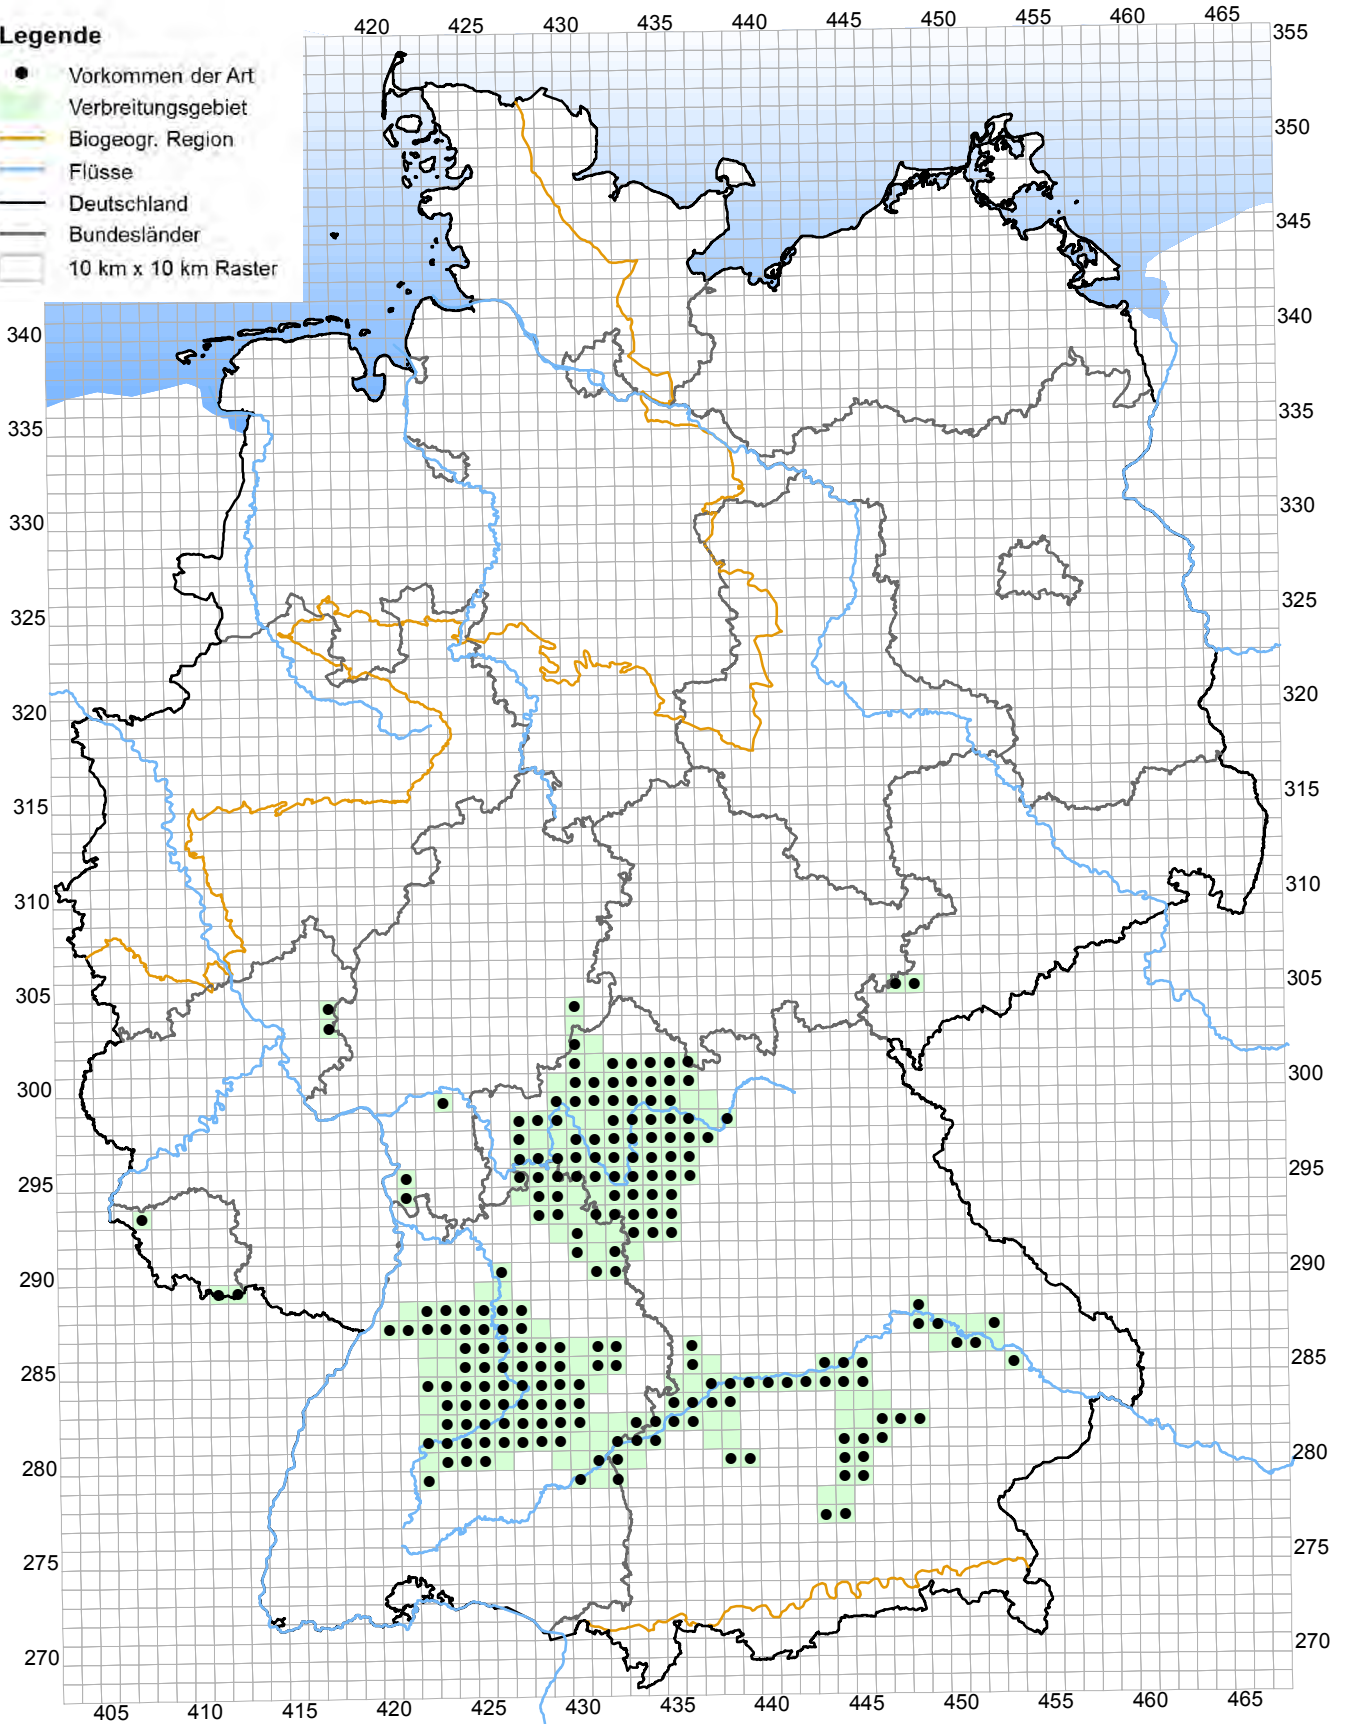 420 425 430 435 440 445 450 455 460 465
355
Legende
Vorkommen der Art
Verbreitungsgebiet
Biogeogr. Region
Flüsse
Deutschland
Bundesländer
10 km x 10 km Raster
350
345
340 340
335 335
330 330
325 325
320 320
315 315
310 310
305 305
300 300
295 295
290 290
285 285
280 280
275 275
270 270
405 410 415 420 425 430 435 440 445 450 455 460 465